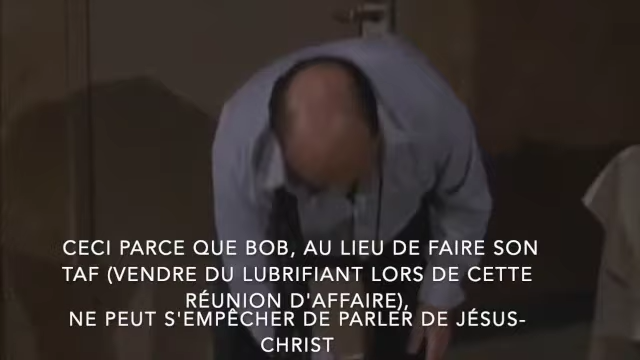 CECI PARCE QUE BOB, AU LIEU DE FAIRE SON
TAF (VENDRE DU LUBRIFIANT LORS DE CETTE
RÉUNION D'AFFAIRE),
NE PEUT S'EMPÊCHER DE PARLER DE JÉSUS-
CHRIST